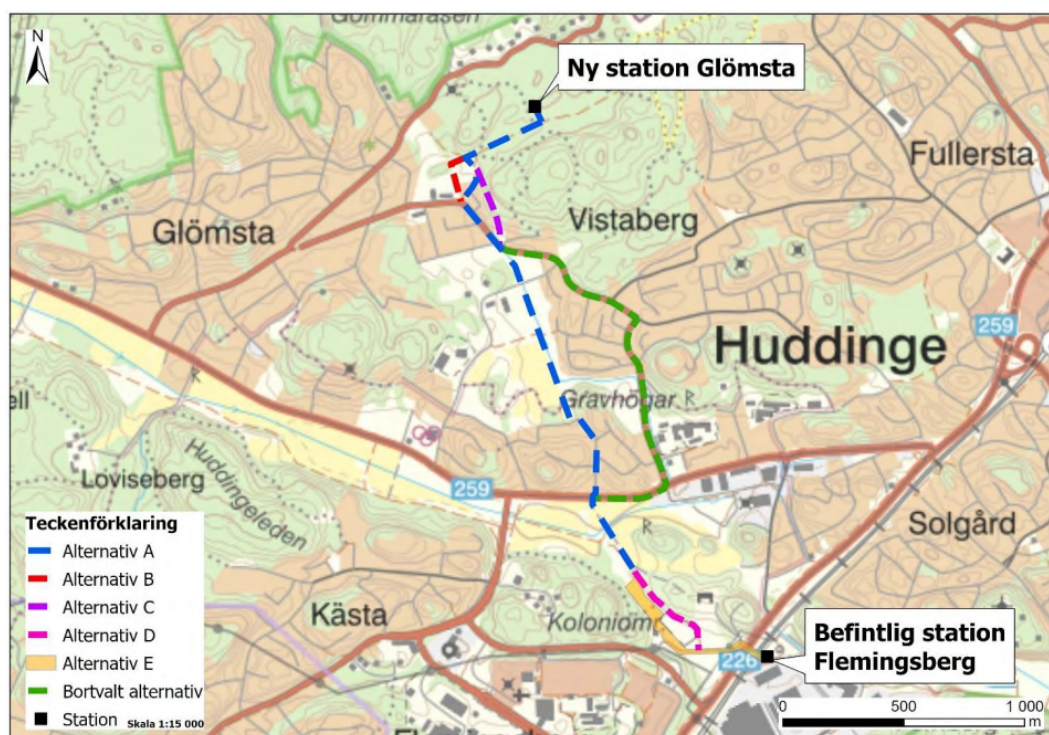 Gömmaråsen
N
Ny station Glömsta
Fullersta
Vistaberg
Glömsta
259
Huddinge
Gravhögar
R
R
259
Loviseberg
Huddingeleden
R
Solgård
Teckenförklaring
Alternativ A
Alternativ B
Alternativ C
Alternativ D
Alternativ E
Bortvalt alternativ
Station Skala 1:15 000
Kästa
226
Befintlig station
Flemingsberg
0 500 1 000
m